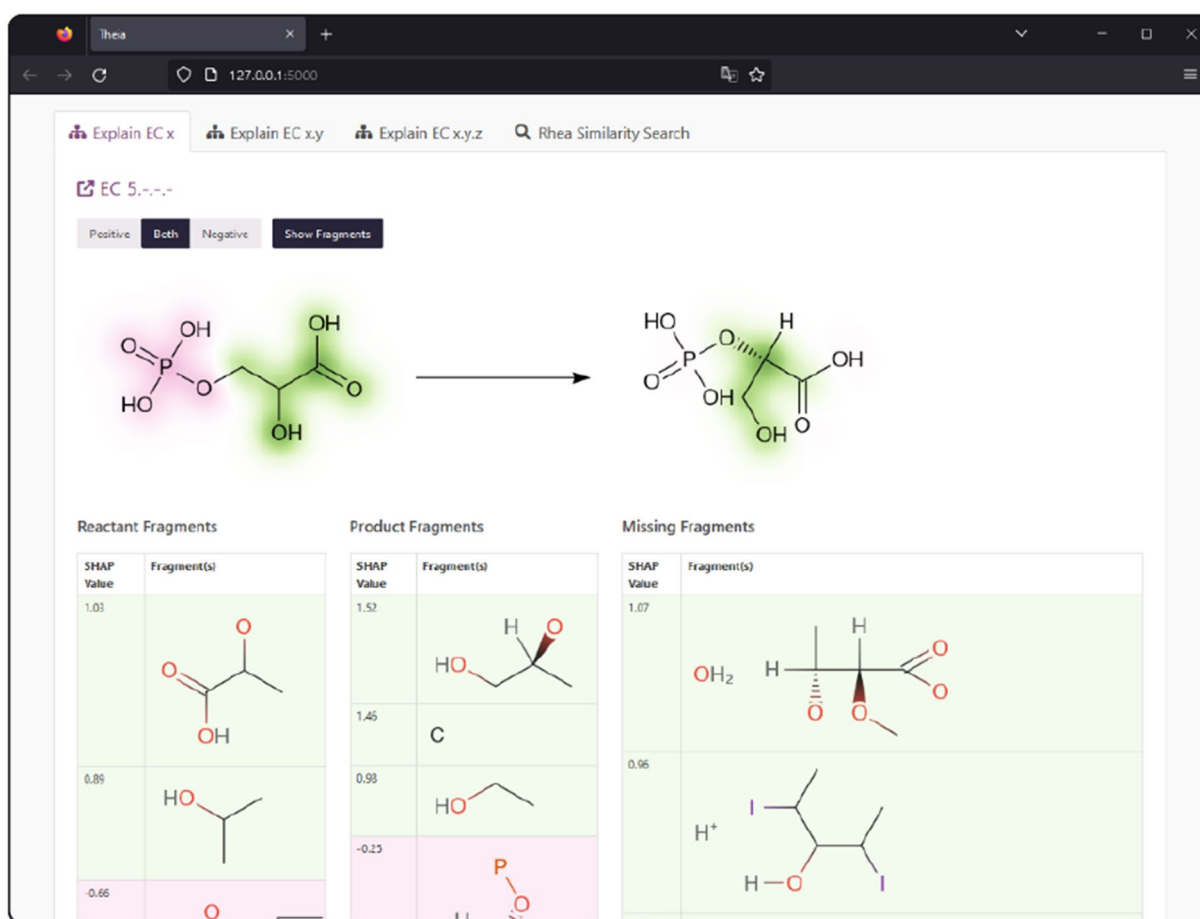 Theia
127.0.0.1:5000
Explain EC x Explain EC x.y Explain EC x.y.z Rhea Similarity Search
EC 5.-.-.-
Positive Both Negative Show Fragments
OH
O
P
O
HO
OH
O
OH
HO
H
O
P
OH
O
OH
OH
O
Reactant Fragments
SHAP Value
Fragment(s)
1.03
O
O
OH
0.89
HO
-0.66
O
Product Fragments
SHAP Value
Fragment(s)
1.52
H
O
HO
1.46
C
0.98
HO
-0.25
P
O
H
Missing Fragments
SHAP Value
Fragment(s)
1.07
OH₂
H
H
O
O
O
O
0.96
H⁺
I
H
O
I